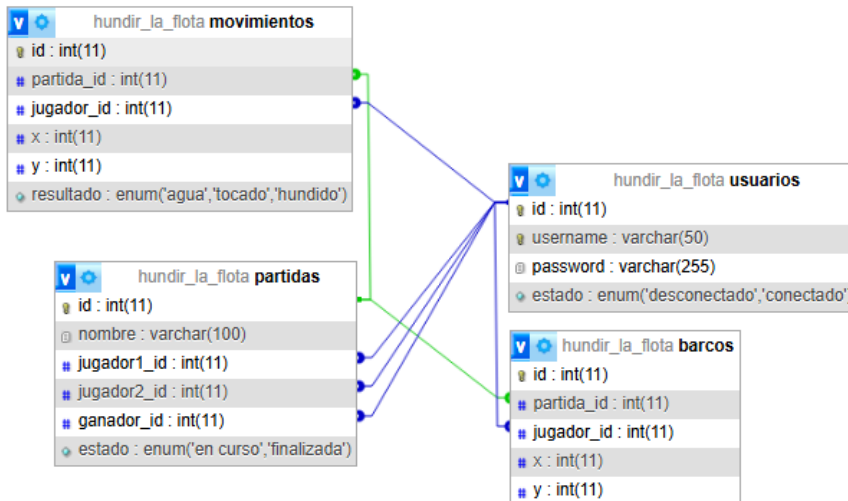 hundir_la_flota movimientos
id : int(11)
partida_id : int(11)
jugador_id : int(11)
x : int(11)
y : int(11)
resultado : enum('agua','tocado','hundido')
hundir_la_flota usuarios
id : int(11)
username : varchar(50)
password : varchar(255)
estado : enum('desconectado','conectado')
hundir_la_flota partidas
id : int(11)
nombre : varchar(100)
jugador1_id : int(11)
jugador2_id : int(11)
ganador_id : int(11)
estado : enum('en curso','finalizada')
hundir_la_flota barcos
id : int(11)
partida_id : int(11)
jugador_id : int(11)
x : int(11)
y : int(11)